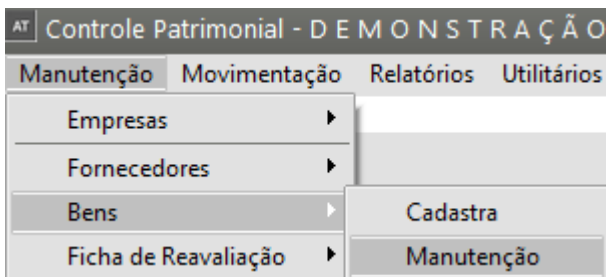 AT Controle Patrimonial - D E M O N S T R A Ç Ã O
Manutenção Movimentação Relatórios Utilitários
Empresas
Fornecedores
Bens Cadastra
Ficha de Reavaliação Manutenção